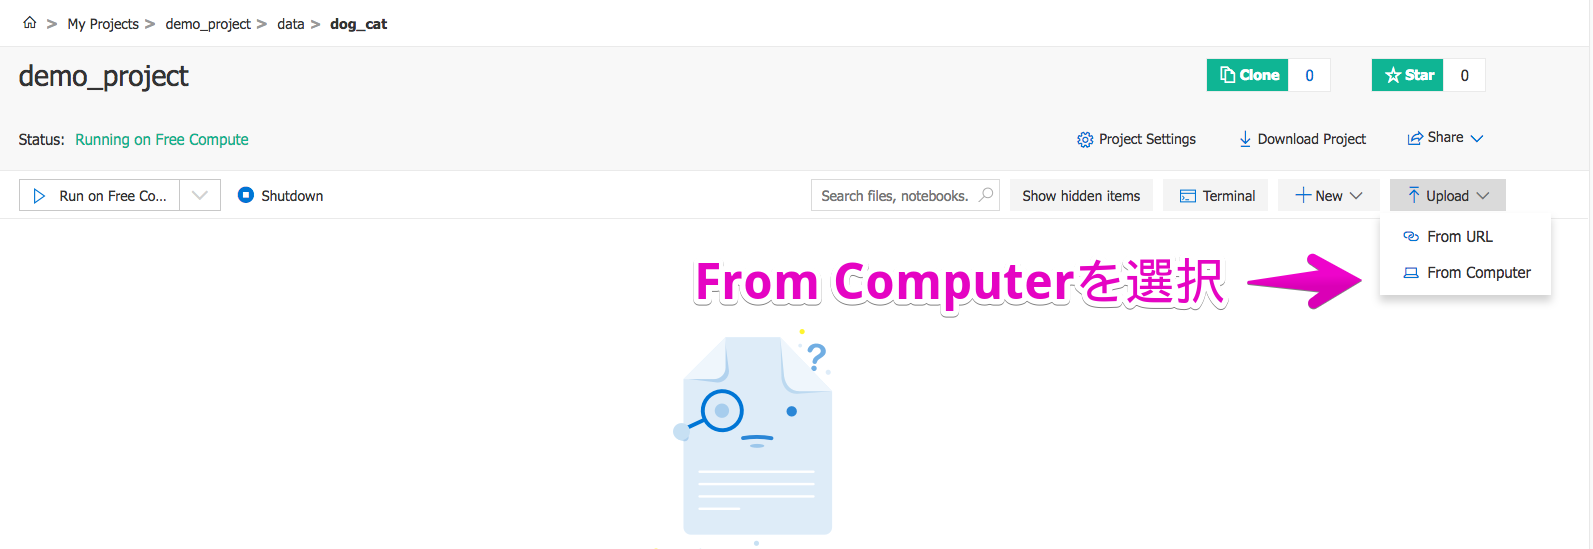 > My Projects > demo_project > data > dog_cat
demo_project
Clone 0
Star 0
Status: Running on Free Compute
Project Settings
Download Project
Share
Run on Free Co...
Shutdown
Search files, notebooks.
Show hidden items
Terminal
New
Upload
From URL
From Computer
From Computerを選択
?